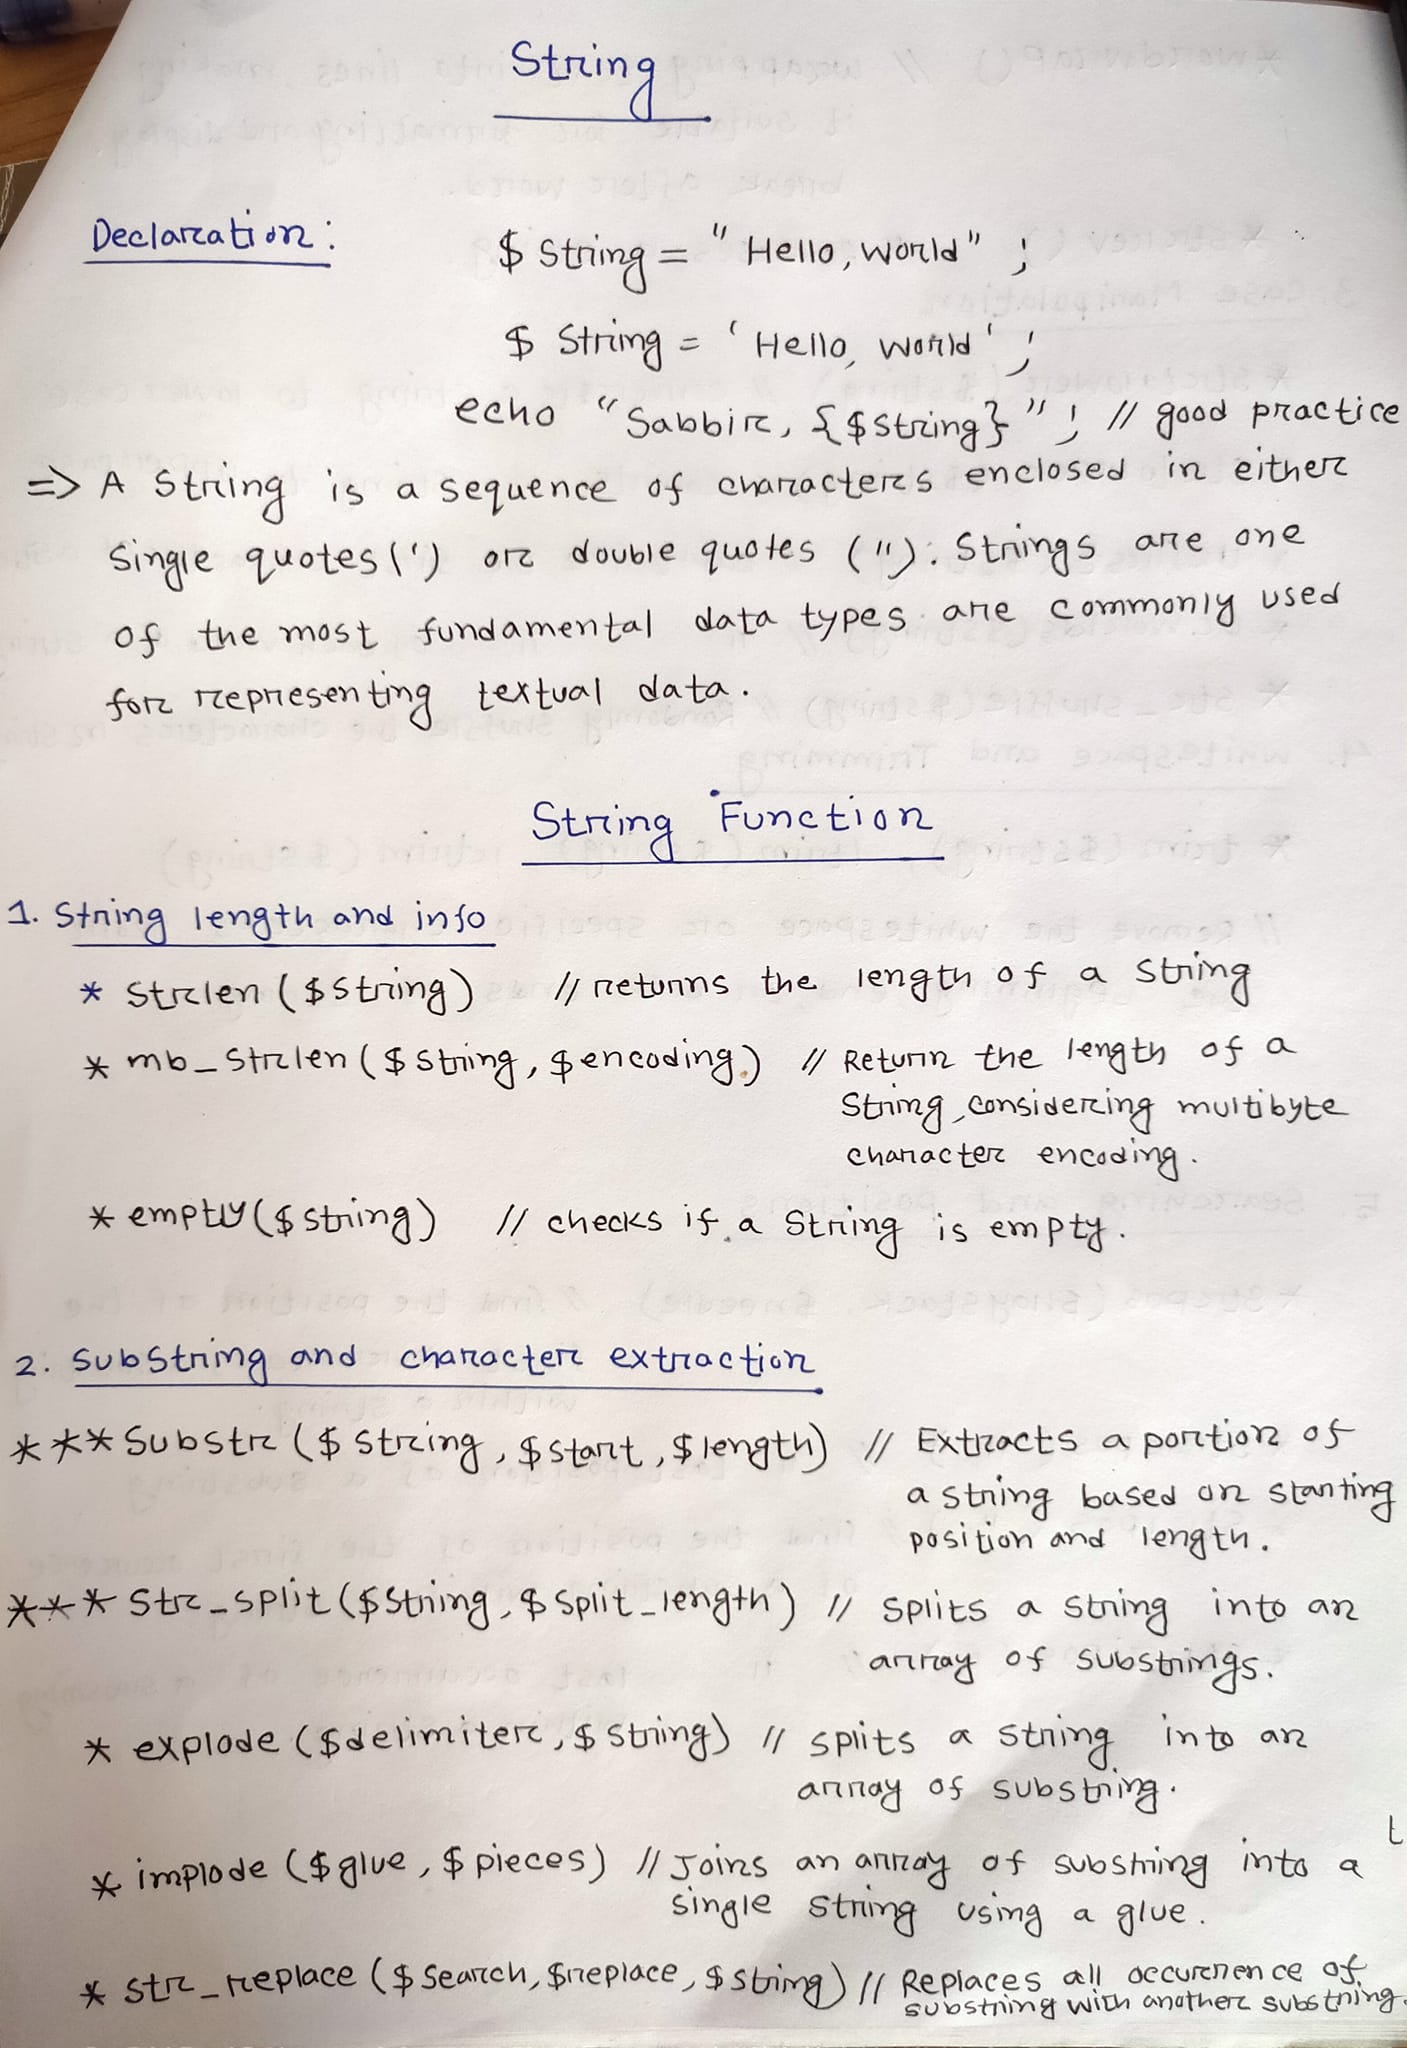 String
Declaration:
$ String = " Hello, world" ;
$ String = ' Hello, world' ;
echo "Sabbir, {$string}" ; // good practice
=> A String is a sequence of characters enclosed in either
single quotes(') or double quotes ("). Strings are one
of the most fundamental data types are commonly used
for representing textual data.
String Function
1. String length and info
* strlen ($string) // returns the length of a string
* mb_strlen ($string, $encoding) // Return the length of a
string, considering multibyte
character encoding.
* empty ($string) // checks if a string is empty.
2. Substring and character extraction
*** Substr ($string, $start, $length) // Extracts a portion of
a string based on starting
position and length.
*** Str_split ($string, $split_length) // splits a string into an
array of substrings.
* explode ($delimiter, $string) // splits a string into an
array of substring.
* implode ($glue, $pieces) // Joins an array of substring into a
single string using a glue.
* str_replace ($search, $replace, $string) // Replaces all occurrence of
substring with another substring.